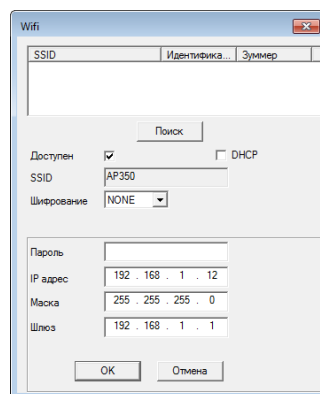 Wifi
SSID Идентифика... Зуммер
Поиск
Доступен DHCP
SSID AP350
Шифрование NONE
Пароль
IP адрес 192 . 168 . 1 . 12
Маска 255 . 255 . 255 . 0
Шлюз 192 . 168 . 1 . 1
OK Отмена